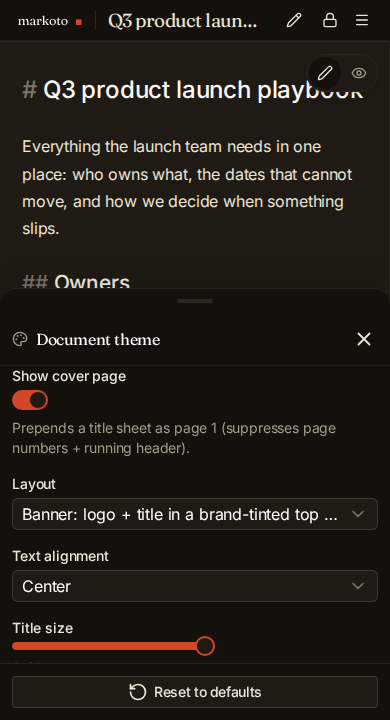 markoto
Q3 product laun...
# Q3 product launch playbook
Everything the launch team needs in one
place: who owns what, the dates that cannot
move, and how we decide when something
slips.
## Owners
Document theme
Show cover page
Prepends a title sheet as page 1 (suppresses page
numbers + running header).
Layout
Banner: logo + title in a brand-tinted top ...
Text alignment
Center
Title size
Reset to defaults